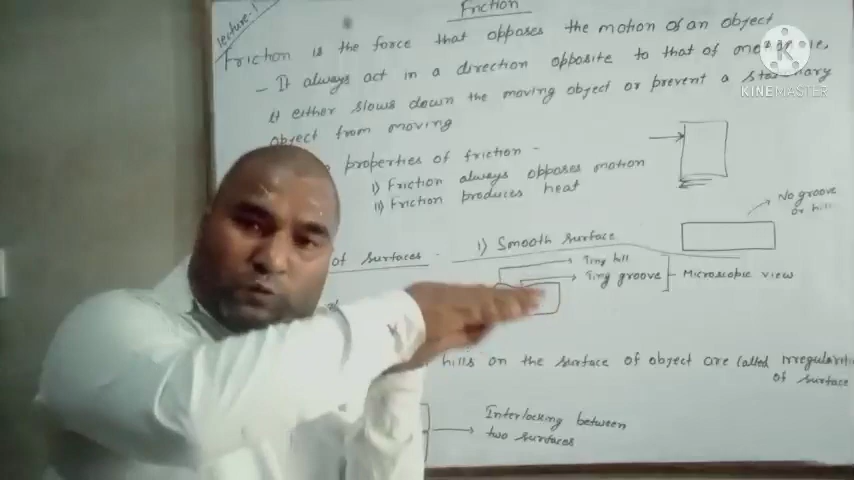 Lecture-1
Friction
Friction is the force that opposes the motion of an object
- It always act in a direction opposite to that of
it either slows down the moving object or prevent a stationary
object from moving
properties of friction -
i) Friction always opposes motion
ii) Friction produces heat
No groove
or hill
of surfaces -
1) Smooth surface
Tiny hill
Tiny groove
Microscopic view
hills on the surface of object are called
of surface
Interlocking between
two surfaces
KINEMASTER